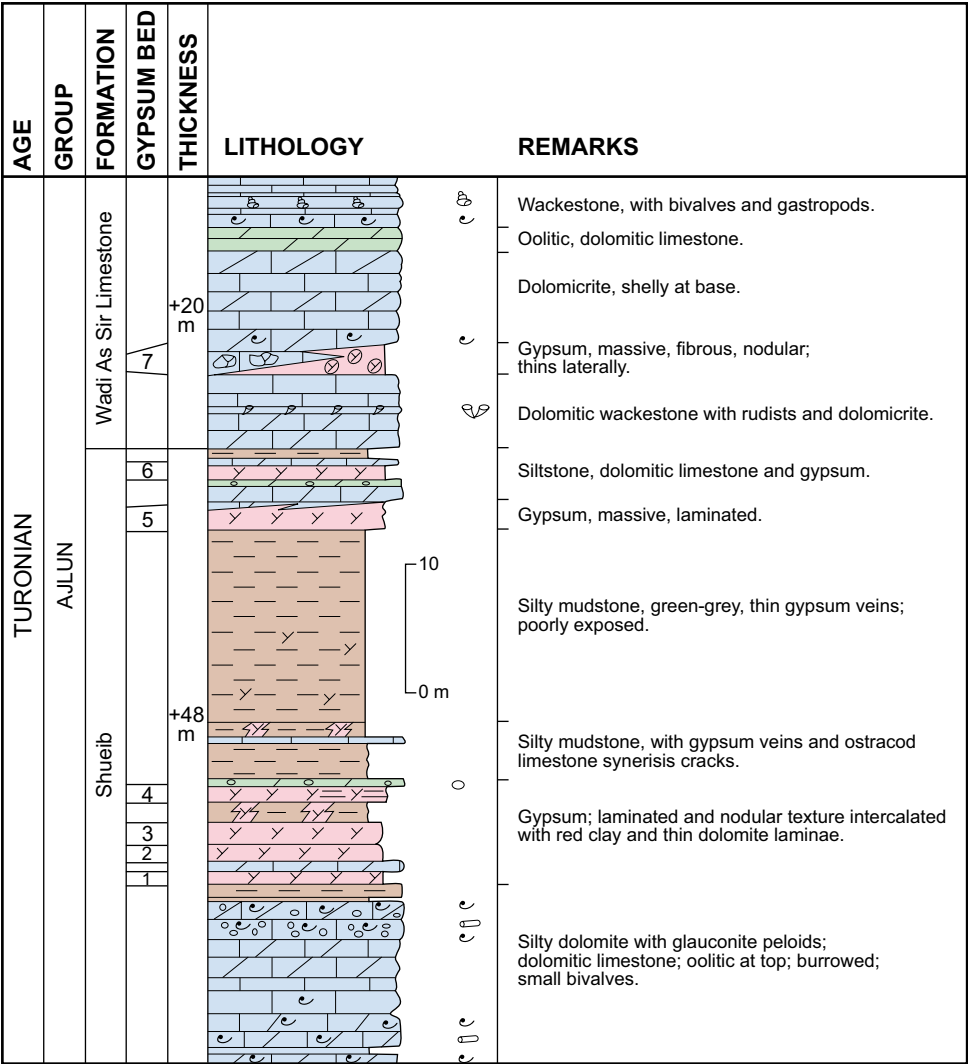 AGE
GROUP
FORMATION
GYPSUM BED
THICKNESS
LITHOLOGY
REMARKS
TURONIAN
AJLUN
Wadi As Sir Limestone
Shueib
7
6
5
4
3
2
1
+20
m
+48
m
10
0 m
Wackestone, with bivalves and gastropods.
Oolitic, dolomitic limestone.
Dolomicrite, shelly at base.
Gypsum, massive, fibrous, nodular;
thins laterally.
Dolomitic wackestone with rudists and dolomicrite.
Siltstone, dolomitic limestone and gypsum.
Gypsum, massive, laminated.
Silty mudstone, green-grey, thin gypsum veins;
poorly exposed.
Silty mudstone, with gypsum veins and ostracod
limestone synerisis cracks.
Gypsum; laminated and nodular texture intercalated
with red clay and thin dolomite laminae.
Silty dolomite with glauconite peloids;
dolomitic limestone; oolitic at top; burrowed;
small bivalves.